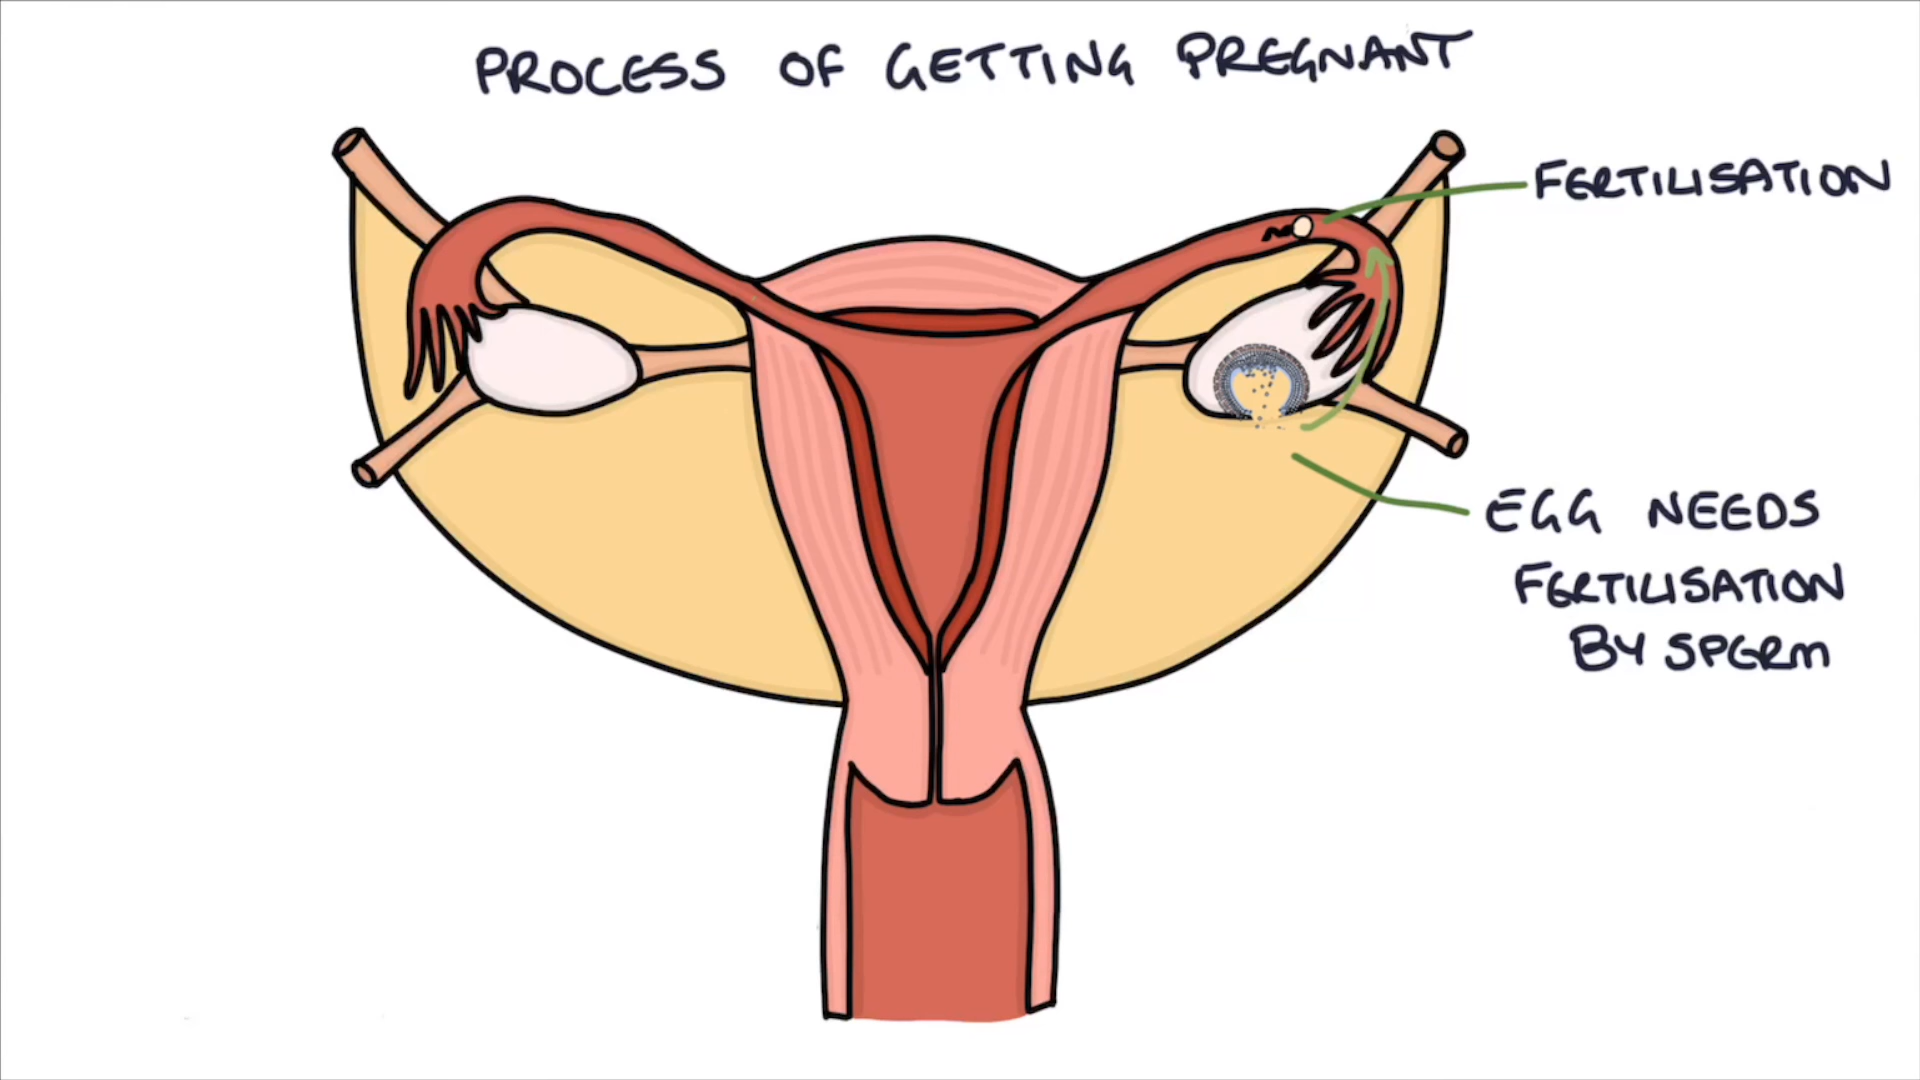 PROCESS OF GETTING PREGNANT
FERTILISATION
EGG NEEDS
FERTILISATION
BY SPERM